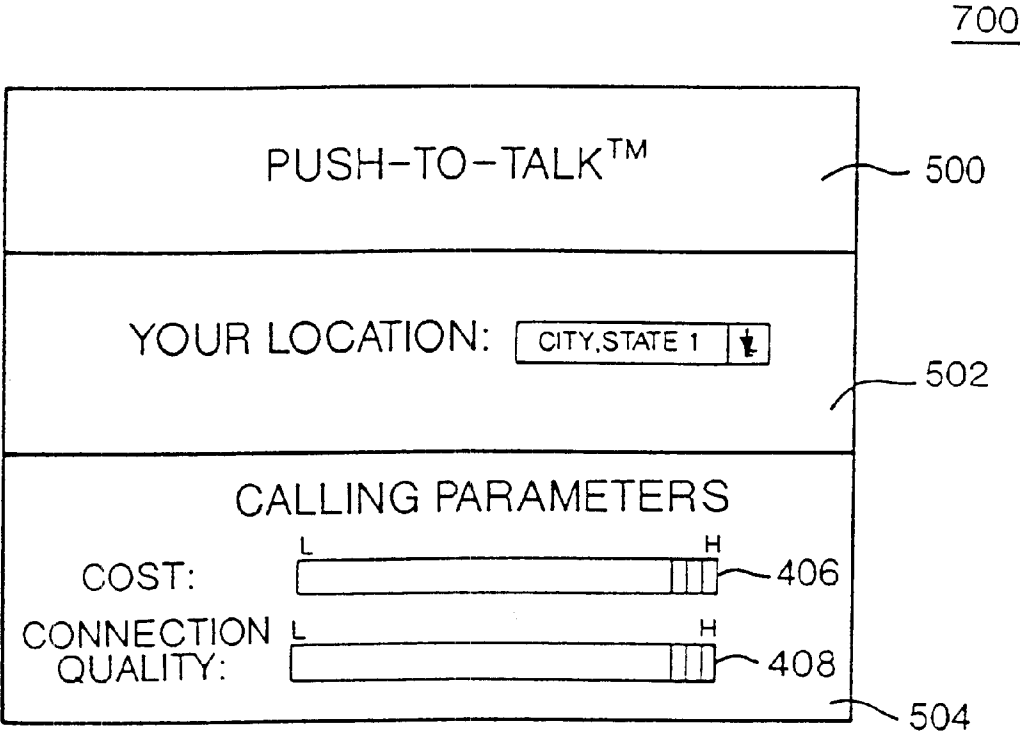 700
PUSH-TO-TALK™
500
YOUR LOCATION: CITY,STATE 1
502
CALLING PARAMETERS
L H
COST: 406
CONNECTION QUALITY: L H
408
504